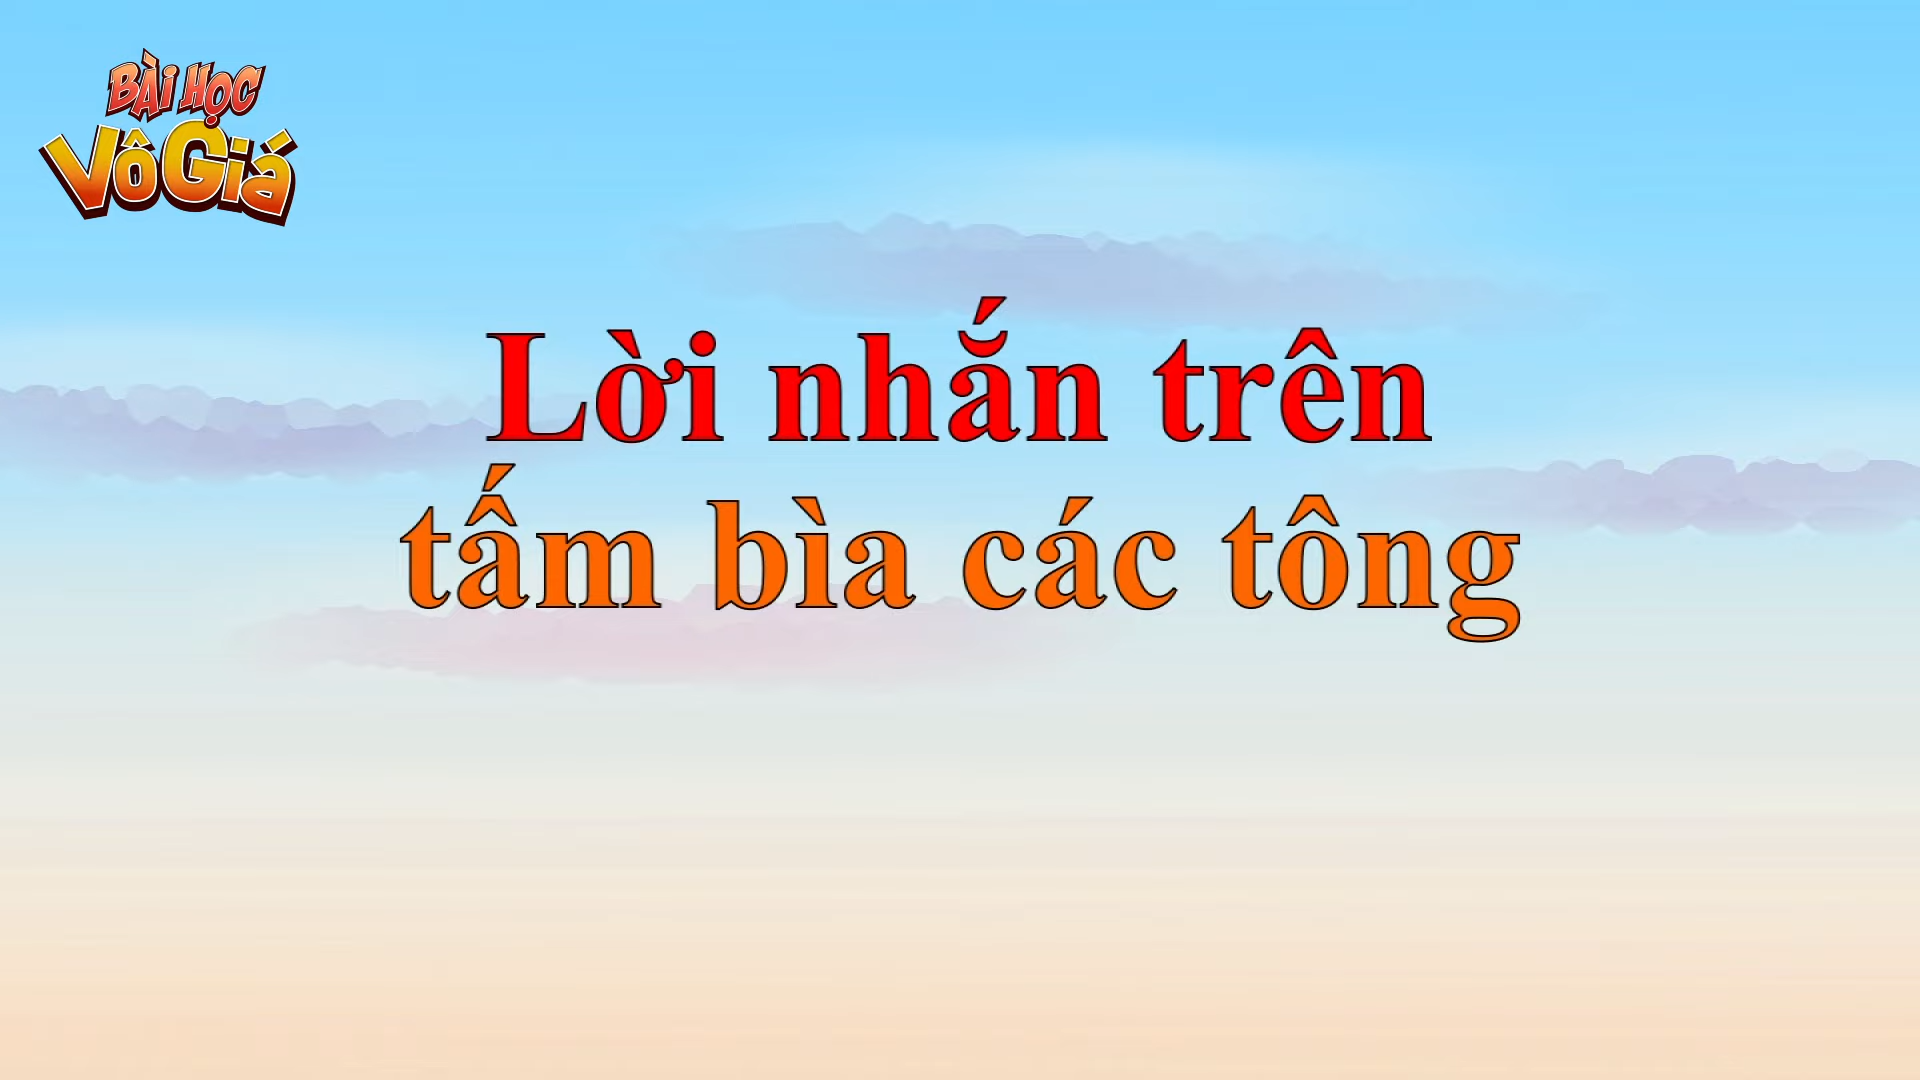 BÀI HỌC
Vô Giá
Lời nhắn trên
tấm bìa các tông